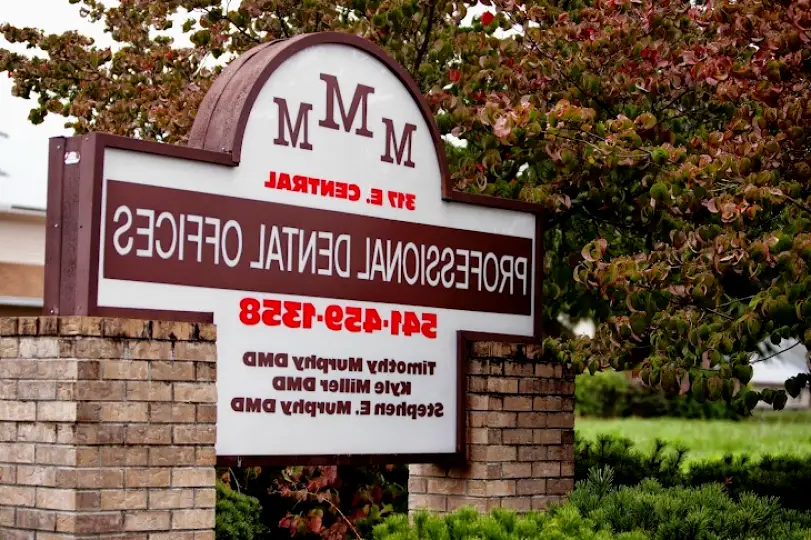 M M M
317 E. CENTRAL
PROFESSIONAL DENTAL OFFICES
541-459-1358
Timothy Murphy DMD
Kyle Miller DMD
Stephen E. Murphy DMD